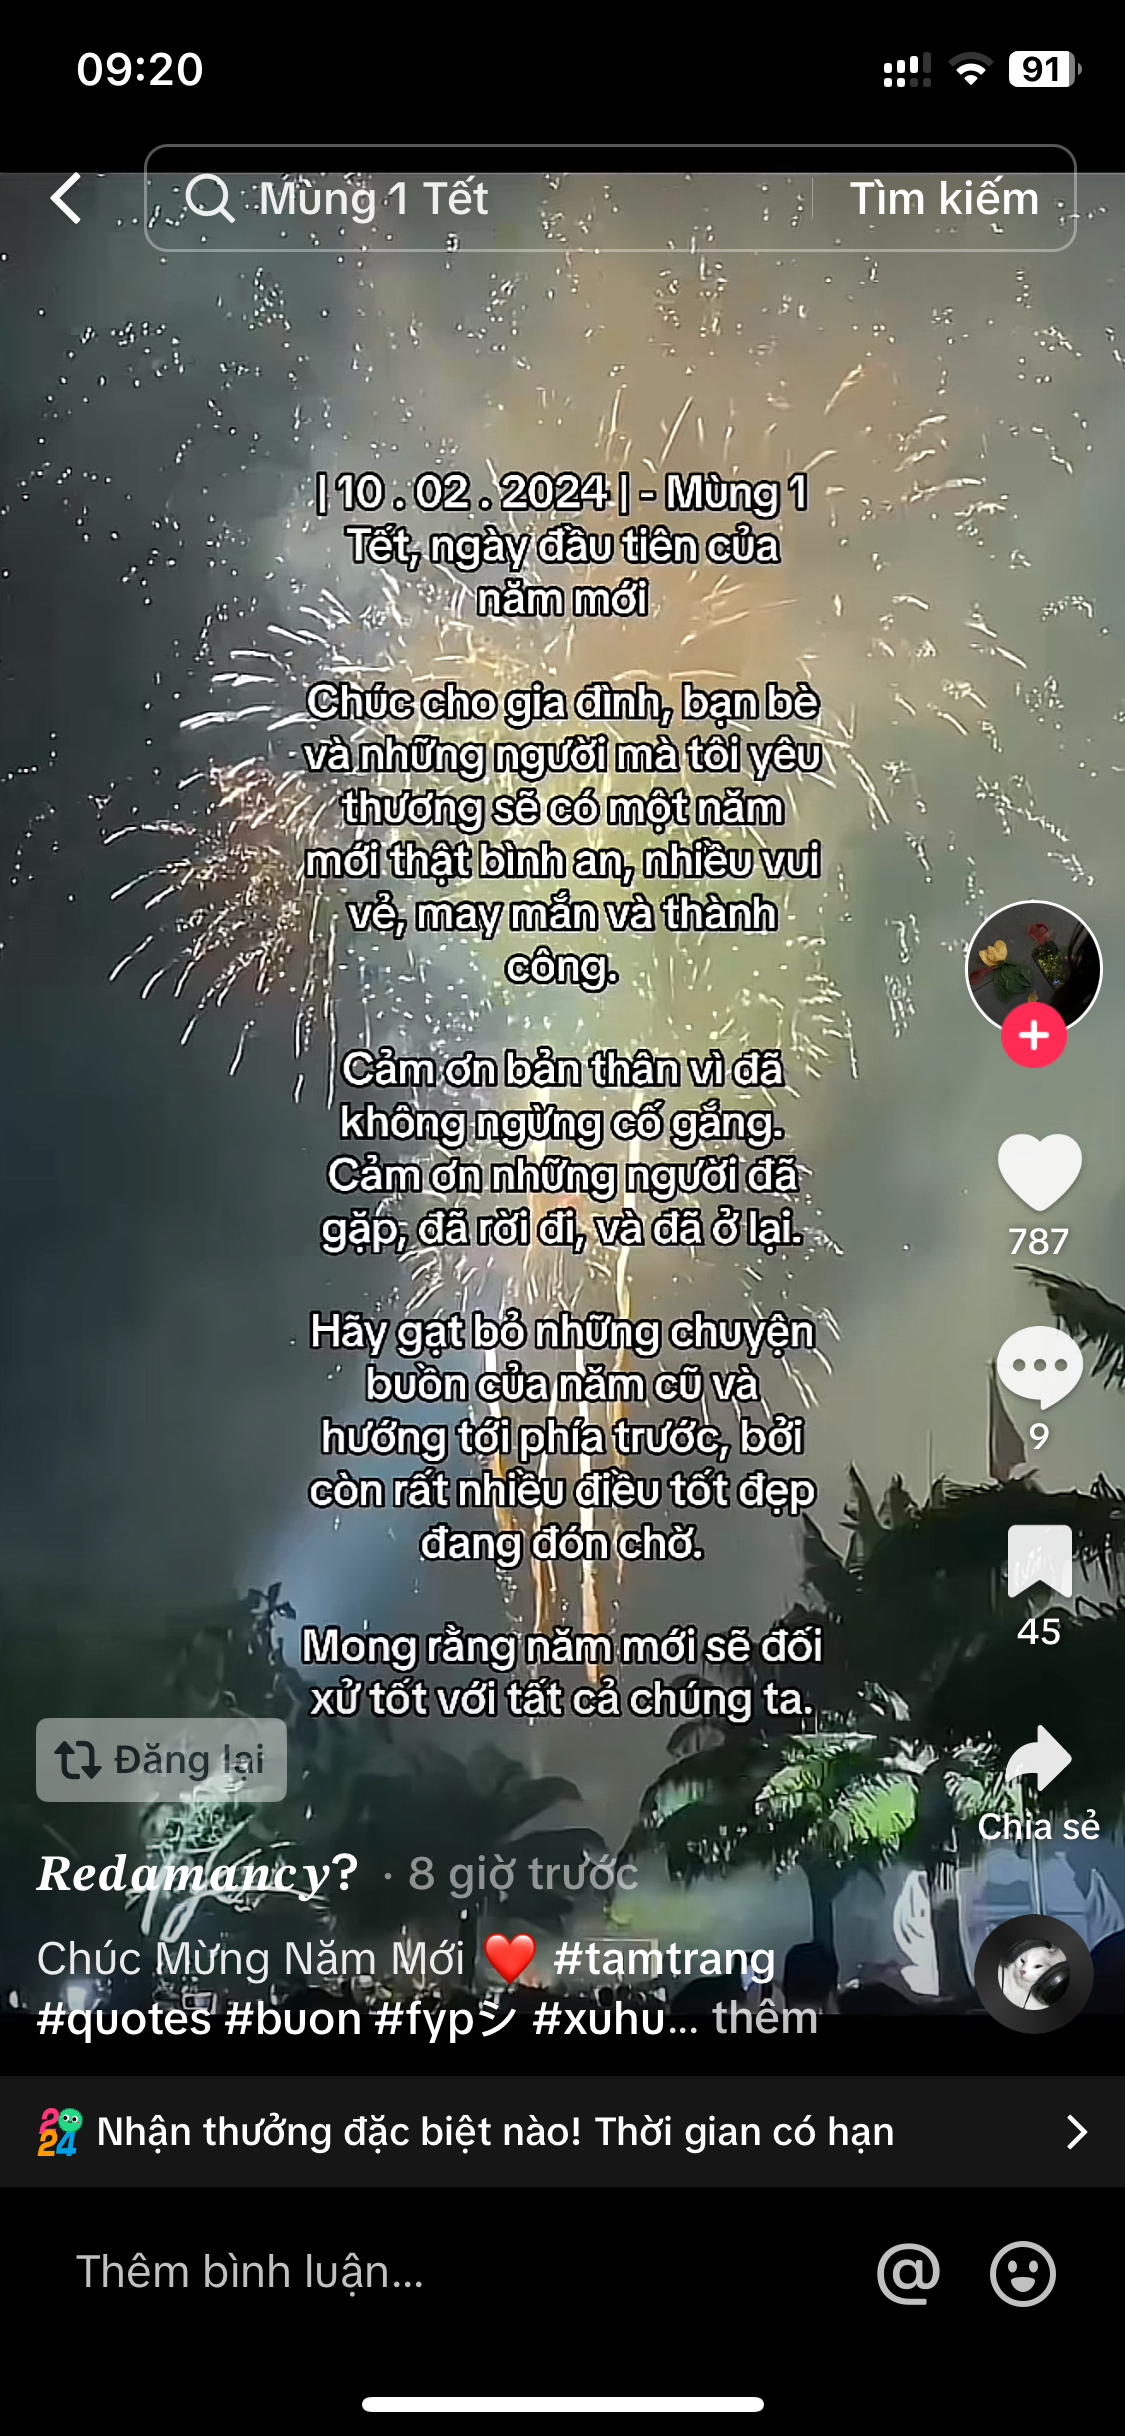 09:20
91
Mùng 1 Tết
Tìm kiếm
| 10 . 02 . 2024 | - Mùng 1
Tết, ngày đầu tiên của
năm mới
Chúc cho gia đình, bạn bè
và những người mà tôi yêu
thương sẽ có một năm
mới thật bình an, nhiều vui
vẻ, may mắn và thành
công.
Cảm ơn bản thân vì đã
không ngừng cố gắng.
Cảm ơn những người đã
gặp, đã rời đi, và đã ở lại.
Hãy gạt bỏ những chuyện
buồn của năm cũ và
hướng tới phía trước, bởi
còn rất nhiều điều tốt đẹp
đang đón chờ.
Mong rằng năm mới sẽ đối
xử tốt với tất cả chúng ta.
787
9
45
Chia sẻ
Đăng lại
Redamancy? · 8 giờ trước
Chúc Mừng Năm Mới ❤️ #tamtrang
#quotes #buon #fypシ #xuhu... thêm
2024 Nhận thưởng đặc biệt nào! Thời gian có hạn
Thêm bình luận...